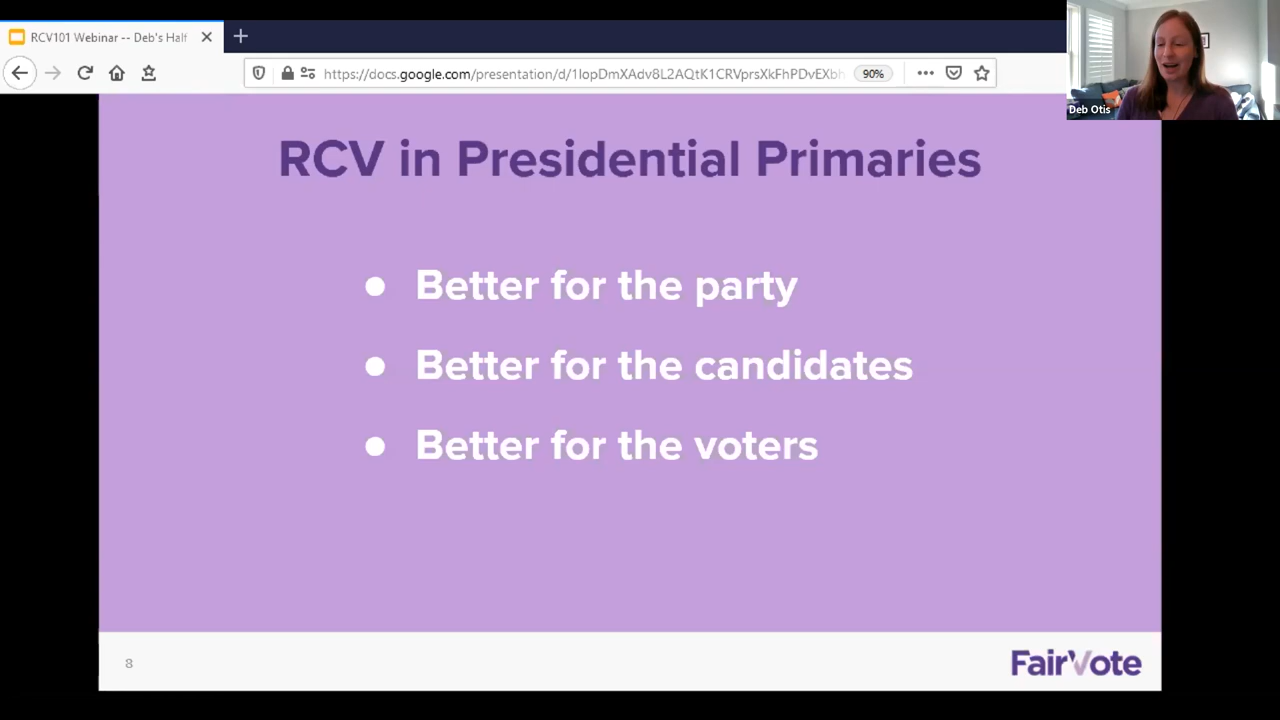 RCV101 Webinar -- Deb's Half
https://docs.google.com/presentation/d/1IopDmXAdv8L2AQtK1CRVprsXkFhPDvEXbh
90%
Deb Otis
RCV in Presidential Primaries
● Better for the party
● Better for the candidates
● Better for the voters
8
FairVote